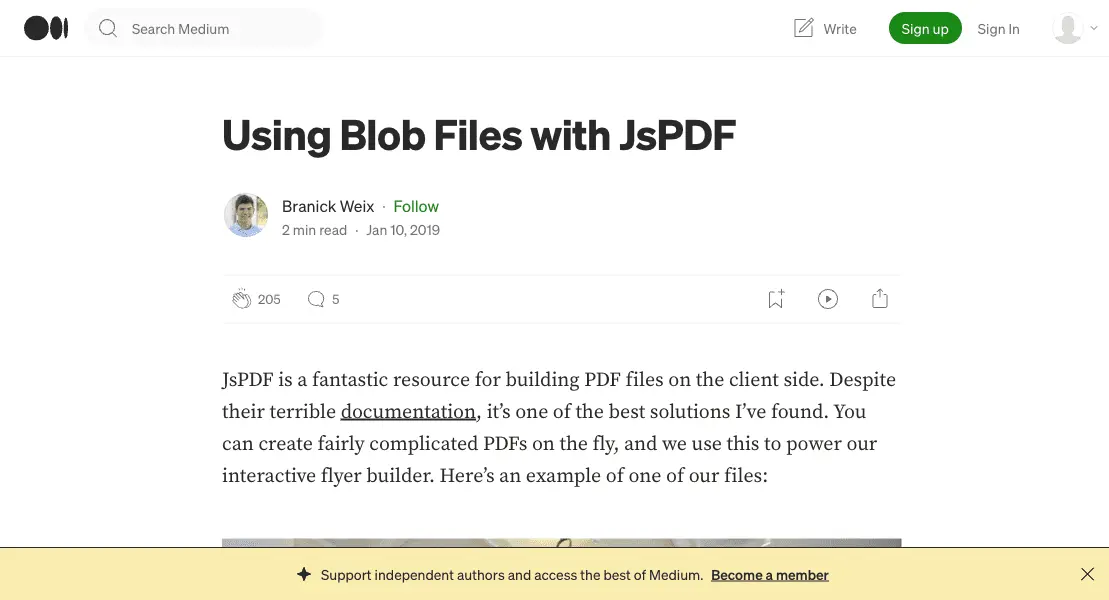 Search Medium
Write
Sign up
Sign In
Using Blob Files with JsPDF
Branick Weix · Follow
2 min read · Jan 10, 2019
205
5
JsPDF is a fantastic resource for building PDF files on the client side. Despite
their terrible documentation, it’s one of the best solutions I’ve found. You
can create fairly complicated PDFs on the fly, and we use this to power our
interactive flyer builder. Here’s an example of one of our files:
Support independent authors and access the best of Medium. Become a member